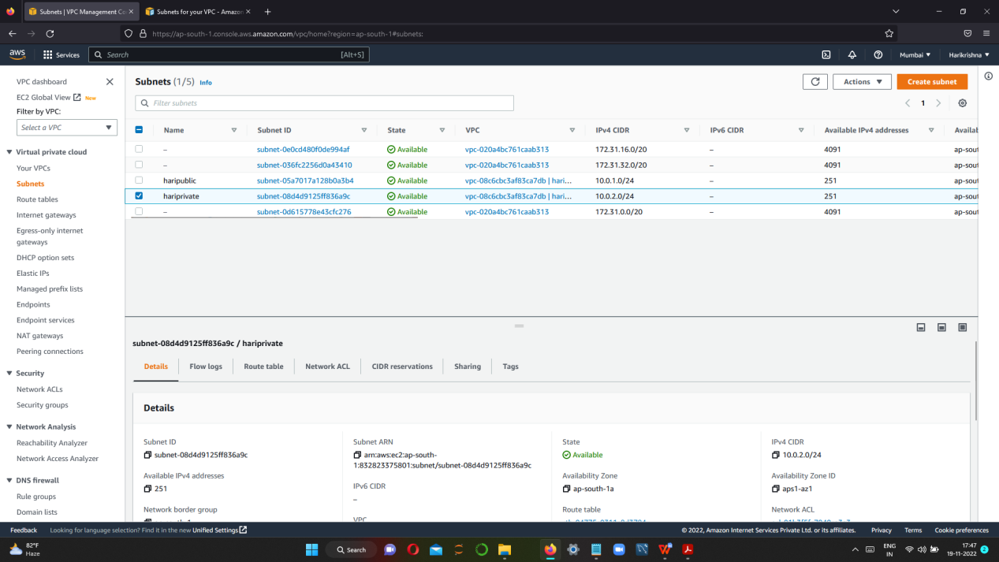 Subnets | VPC Management Co
Subnets for your VPC - Amazon
https://ap-south-1.console.aws.amazon.com/vpc/home?region=ap-south-1#subnets:
aws Services Search [Alt+S] Mumbai Harikrishna
VPC dashboard
EC2 Global View New
Filter by VPC:
Select a VPC
Virtual private cloud
Your VPCs
Subnets
Route tables
Internet gateways
Egress-only internet
gateways
DHCP option sets
Elastic IPs
Managed prefix lists
Endpoints
Endpoint services
NAT gateways
Peering connections
Security
Network ACLs
Security groups
Network Analysis
Reachability Analyzer
Network Access Analyzer
DNS firewall
Rule groups
Domain lists
Subnets (1/5) Info Actions Create subnet
Filter subnets 1
Name Subnet ID State VPC IPv4 CIDR IPv6 CIDR Available IPv4 addresses Availab
– subnet-0e0cd480f0de994af Available vpc-020a4bc761caab313 172.31.16.0/20 – 4091 ap-sout
– subnet-036fc2256d0a43410 Available vpc-020a4bc761caab313 172.31.32.0/20 – 4091 ap-sout
haripublic subnet-05a7017a128b0a3b4 Available vpc-08c6cbc3af83ca7db | hari... 10.0.1.0/24 – 251 ap-sout
hariprivate subnet-08d4d9125ff836a9c Available vpc-08c6cbc3af83ca7db | hari... 10.0.2.0/24 – 251 ap-sout
– subnet-0d615778e43cfc276 Available vpc-020a4bc761caab313 172.31.0.0/20 – 4091 ap-sout
subnet-08d4d9125ff836a9c / hariprivate
Details Flow logs Route table Network ACL CIDR reservations Sharing Tags
Details
Subnet ID
subnet-08d4d9125ff836a9c
Available IPv4 addresses
251
Network border group
Subnet ARN
arn:aws:ec2:ap-south-
1:832823375801:subnet/subnet-08d4d9125ff836a9c
IPv6 CIDR
–
VPC
State
Available
Availability Zone
ap-south-1a
Route table
IPv4 CIDR
10.0.2.0/24
Availability Zone ID
aps1-az1
Network ACL
Feedback Looking for language selection? Find it in the new Unified Settings © 2022, Amazon Internet Services Private Ltd. or its affiliates. Privacy Terms Cookie preferences
82°F
Haze
Search
ENG
IN
17:47
19-11-2022
2